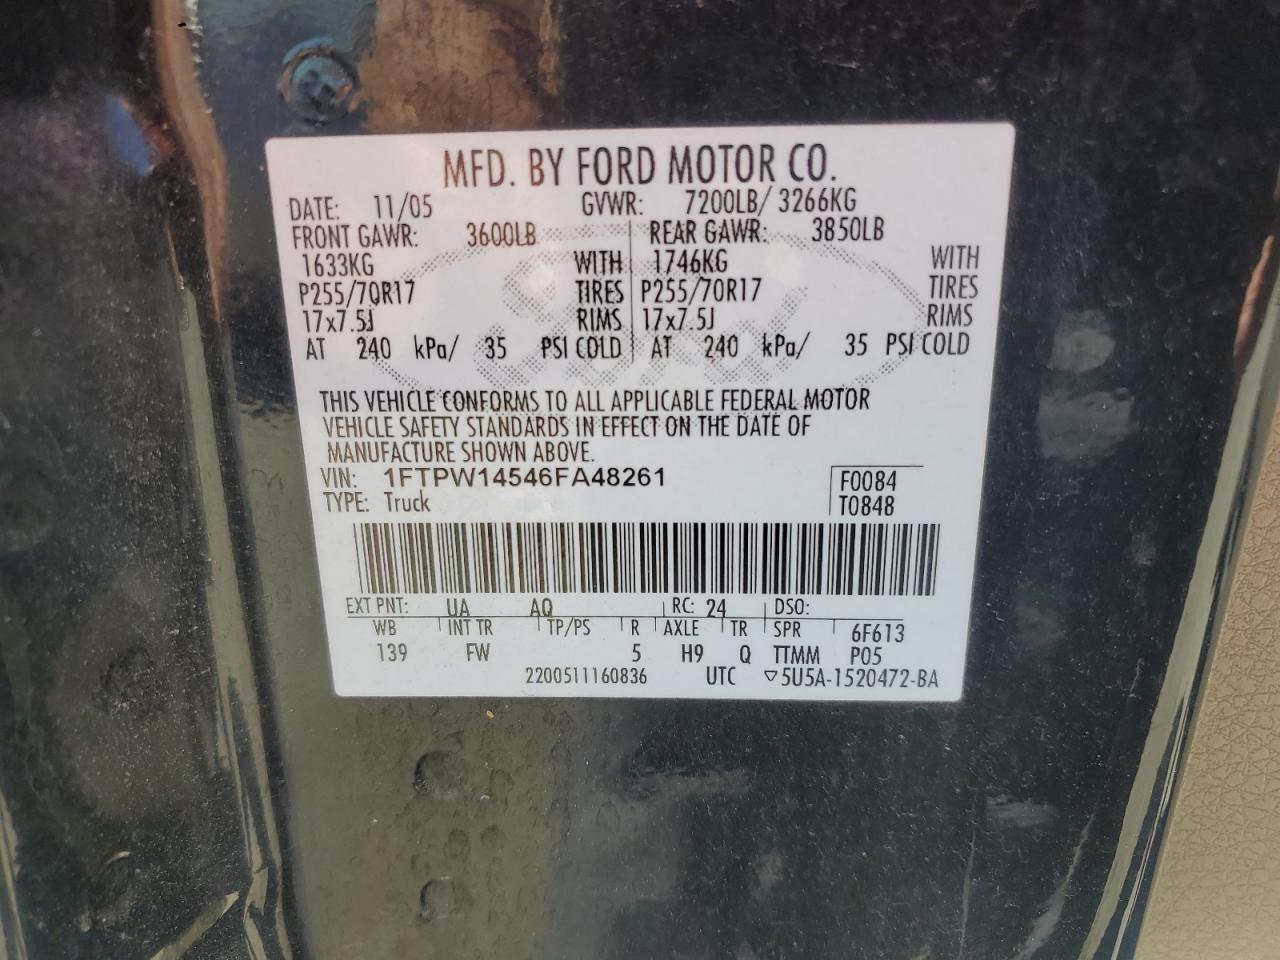 MFD. BY FORD MOTOR CO.
DATE: 11/05 GVWR: 7200LB/ 3266KG
FRONT GAWR: 3600LB REAR GAWR: 3850LB
1633KG WITH 1746KG WITH
P255/70R17 TIRES P255/70R17 TIRES
17x7.5J RIMS 17x7.5J RIMS
AT 240 kPa/ 35 PSI COLD AT 240 kPa/ 35 PSI COLD
THIS VEHICLE CONFORMS TO ALL APPLICABLE FEDERAL MOTOR
VEHICLE SAFETY STANDARDS IN EFFECT ON THE DATE OF
MANUFACTURE SHOWN ABOVE.
VIN: 1FTPW14546FA48261 F0084
TYPE: Truck T0848
EXT PNT: UA AQ RC: 24 DSO:
WB INT TR TP/PS R AXLE TR SPR 6F613
139 FW 5 H9 Q TTMM P05
2200511160836 UTC ▽5U5A-1520472-BA